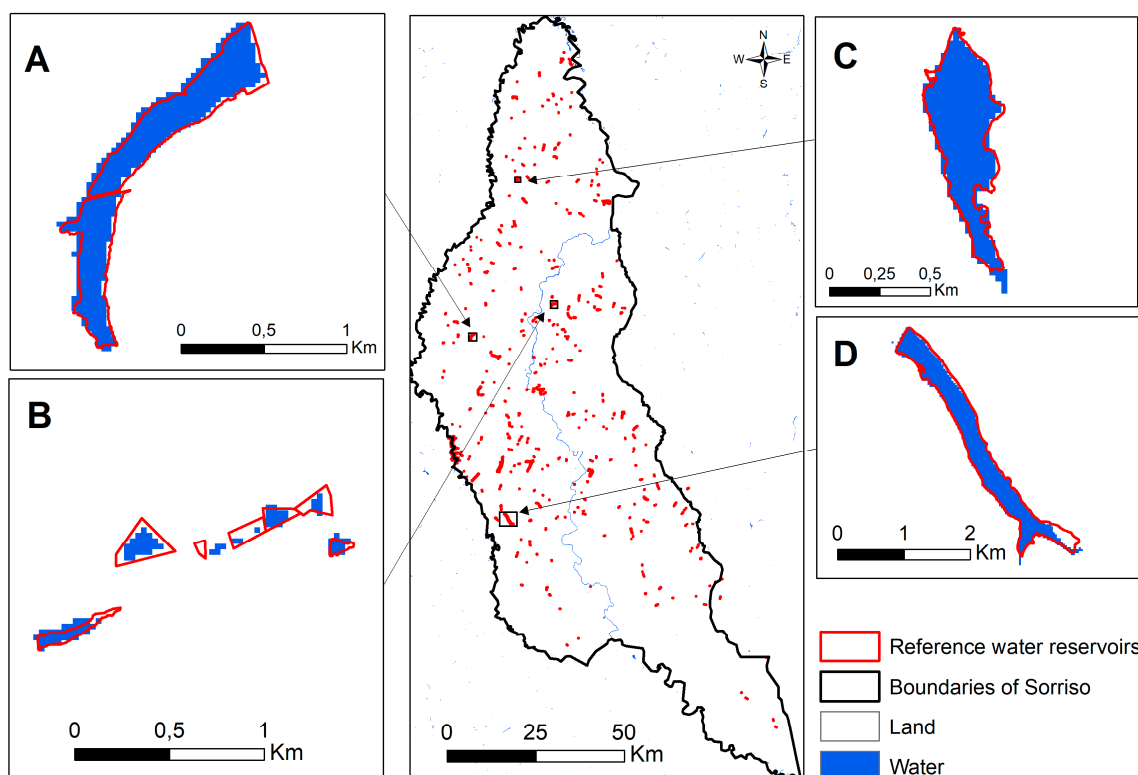 A
0 0,5 1
Km
B
0 0,5 1
Km
N
W E
S
0 25 50
Km
C
0 0,25 0,5
Km
D
0 1 2
Km
Reference water reservoirs
Boundaries of Sorriso
Land
Water